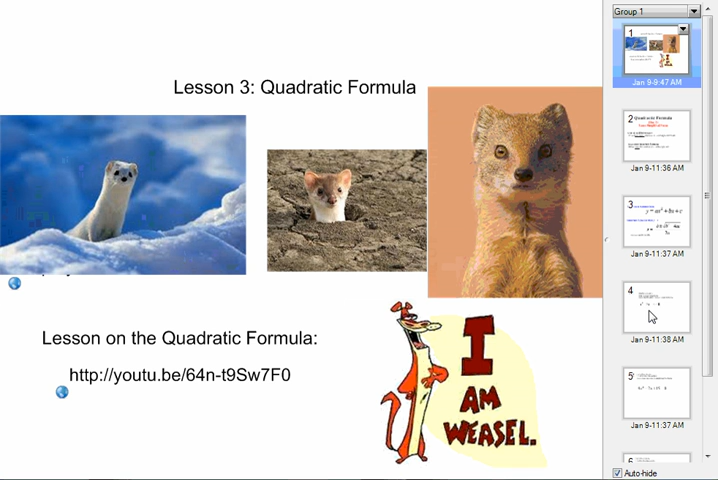 Lesson 3: Quadratic Formula
Lesson on the Quadratic Formula:
http://youtu.be/64n-t9Sw7F0
I
AM
WEASEL.
Group 1
1
Jan 9-9:47 AM
2
Quadratic Formula
Jan 9-11:36 AM
3
Jan 9-11:37 AM
4
Jan 9-11:38 AM
5
Jan 9-11:37 AM
6
Auto-hide